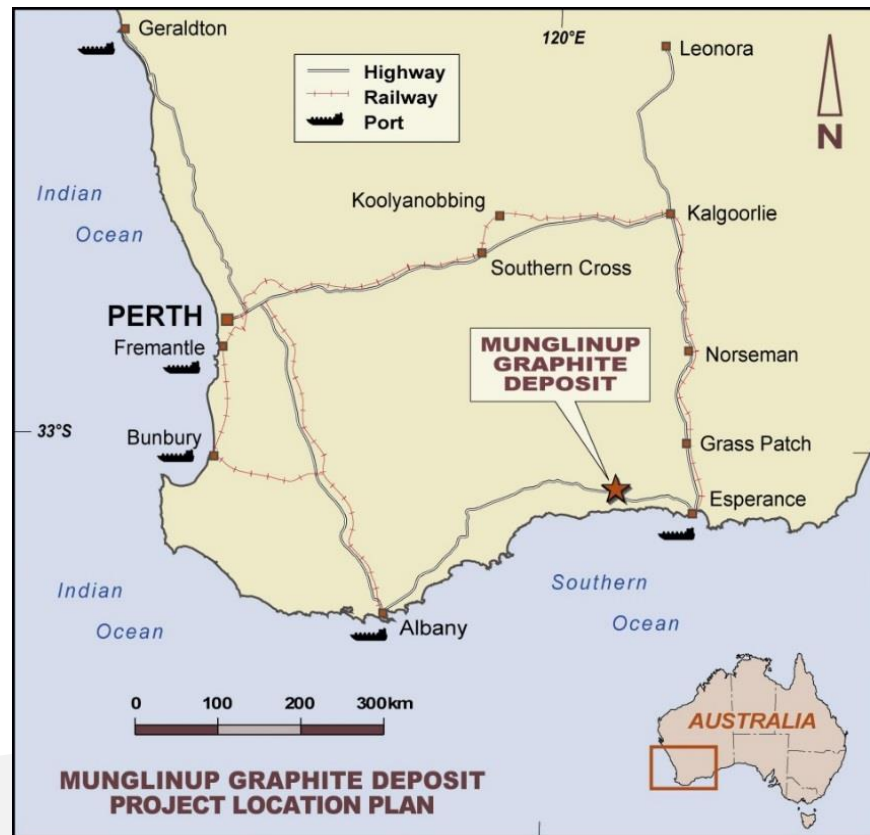 Geraldton
120°E
Leonora
Highway
Railway
Port
N
Indian
Ocean
Koolyanobbing
Kalgoorlie
Southern Cross
PERTH
Fremantle
MUNGLINUP
GRAPHITE
DEPOSIT
Norseman
33°S
Bunbury
Grass Patch
Esperance
Indian
Ocean
Southern
Ocean
Albany
0 100 200 300km
AUSTRALIA
MUNGLINUP GRAPHITE DEPOSIT
PROJECT LOCATION PLAN